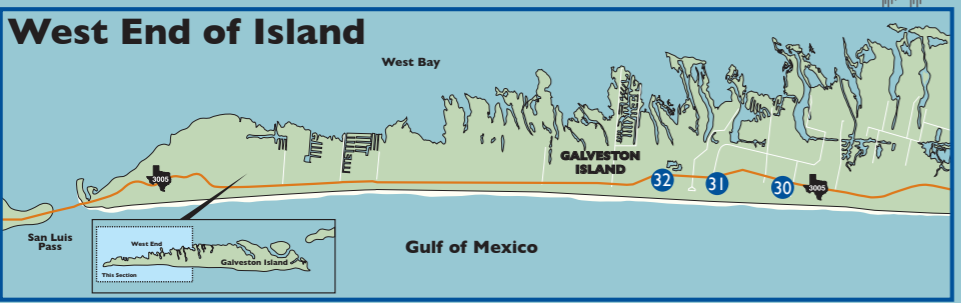 West End of Island
West Bay
GALVESTON
ISLAND
3005
32
31
30
3005
San Luis
Pass
West End
Galveston Island
This Section
Gulf of Mexico